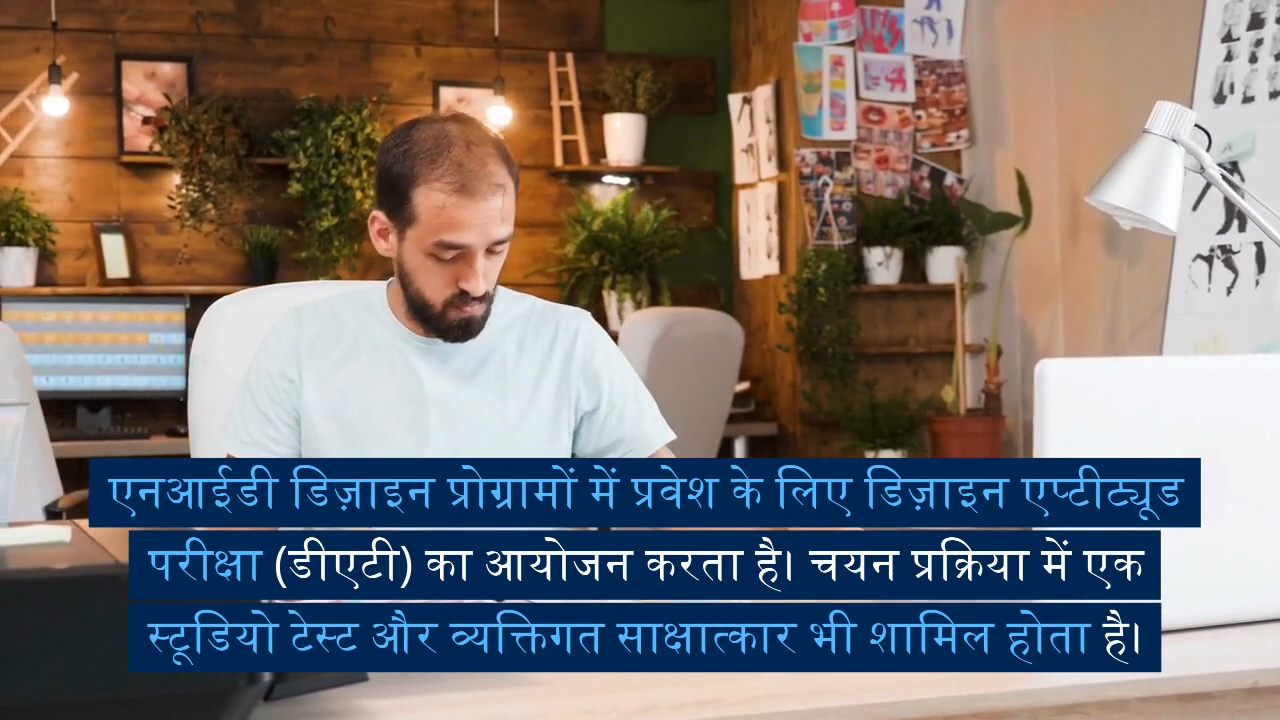 एनआईडी डिज़ाइन प्रोग्रामों में प्रवेश के लिए डिज़ाइन एप्टीट्यूड
परीक्षा (डीएटी) का आयोजन करता है। चयन प्रक्रिया में एक
स्टूडियो टेस्ट और व्यक्तिगत साक्षात्कार भी शामिल होता है।